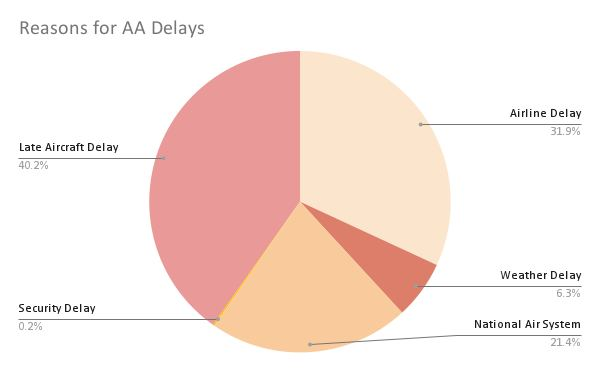 Reasons for AA Delays
Airline Delay
31.9%
Late Aircraft Delay
40.2%
Weather Delay
6.3%
Security Delay
0.2%
National Air System
21.4%